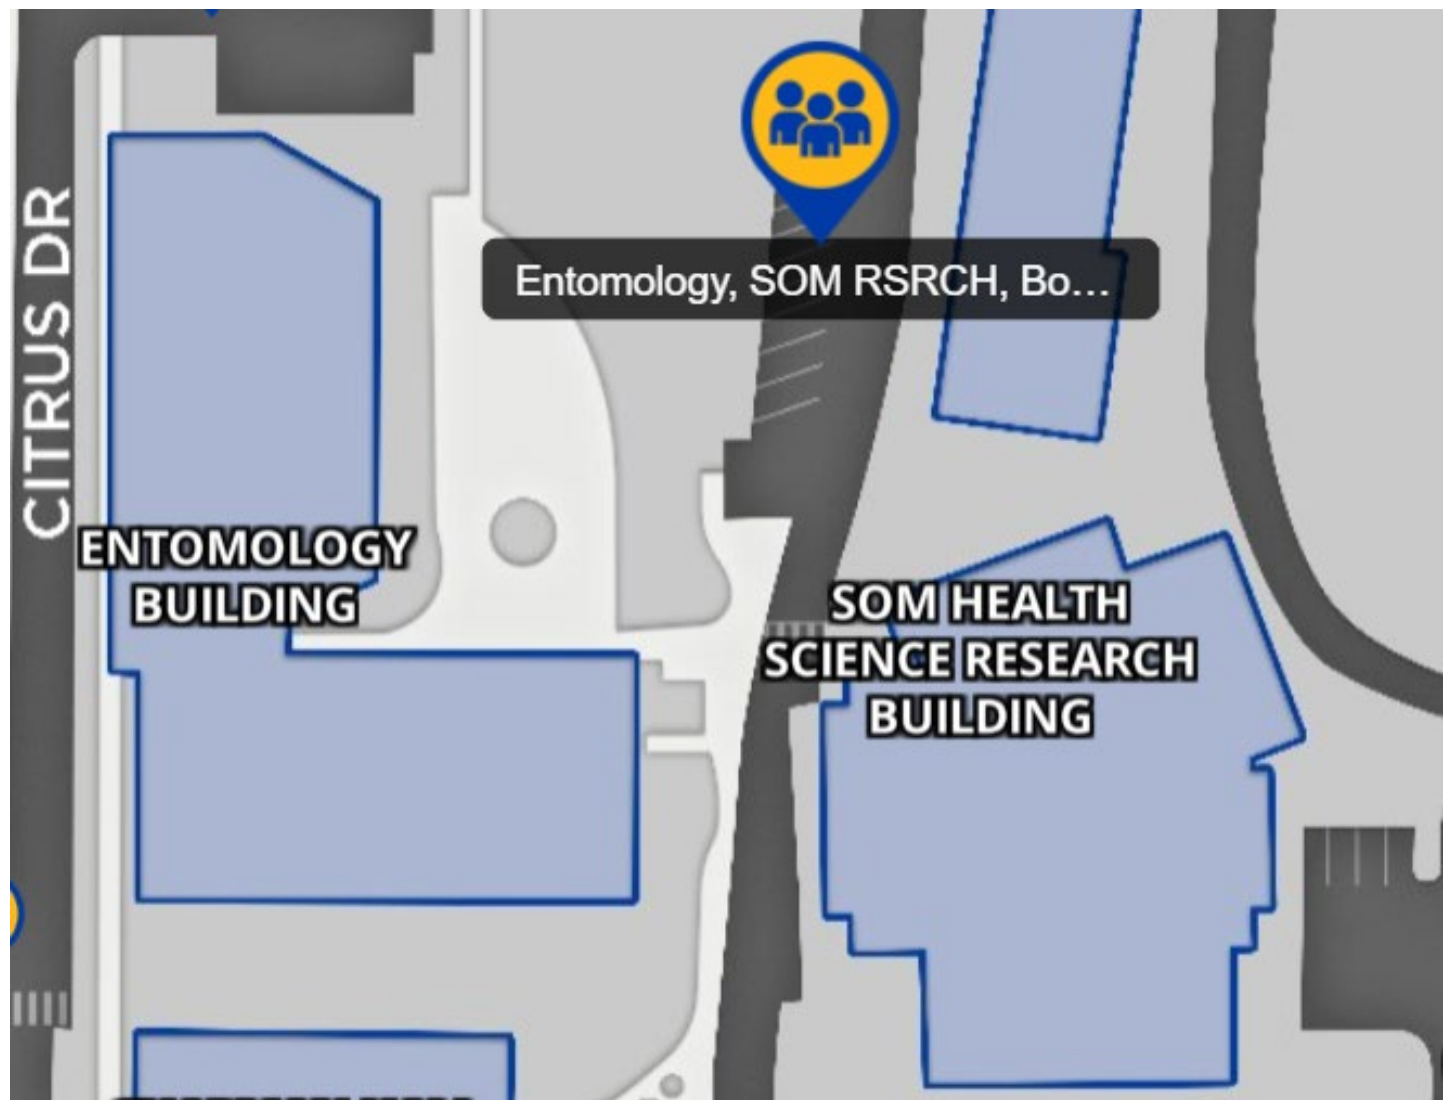 Entomology, SOM RSRCH, Bo...
CITRUS DR
ENTOMOLOGY
BUILDING
SOM HEALTH
SCIENCE RESEARCH
BUILDING